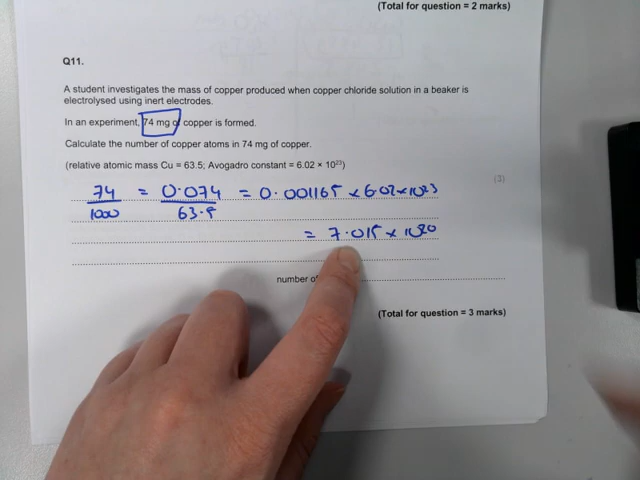 (Total for question = 2 marks)
Q11.
A student investigates the mass of copper produced when copper chloride solution in a beaker is
electrolysed using inert electrodes.
In an experiment, 74 mg of copper is formed.
Calculate the number of copper atoms in 74 mg of copper.
(relative atomic mass Cu = 63.5; Avogadro constant = 6.02 × 10²³)
(3)
74/1000 = 0.074/63.5 = 0.001165 × 6.02×10²³
= 7.015 × 10²⁰
number of
(Total for question = 3 marks)